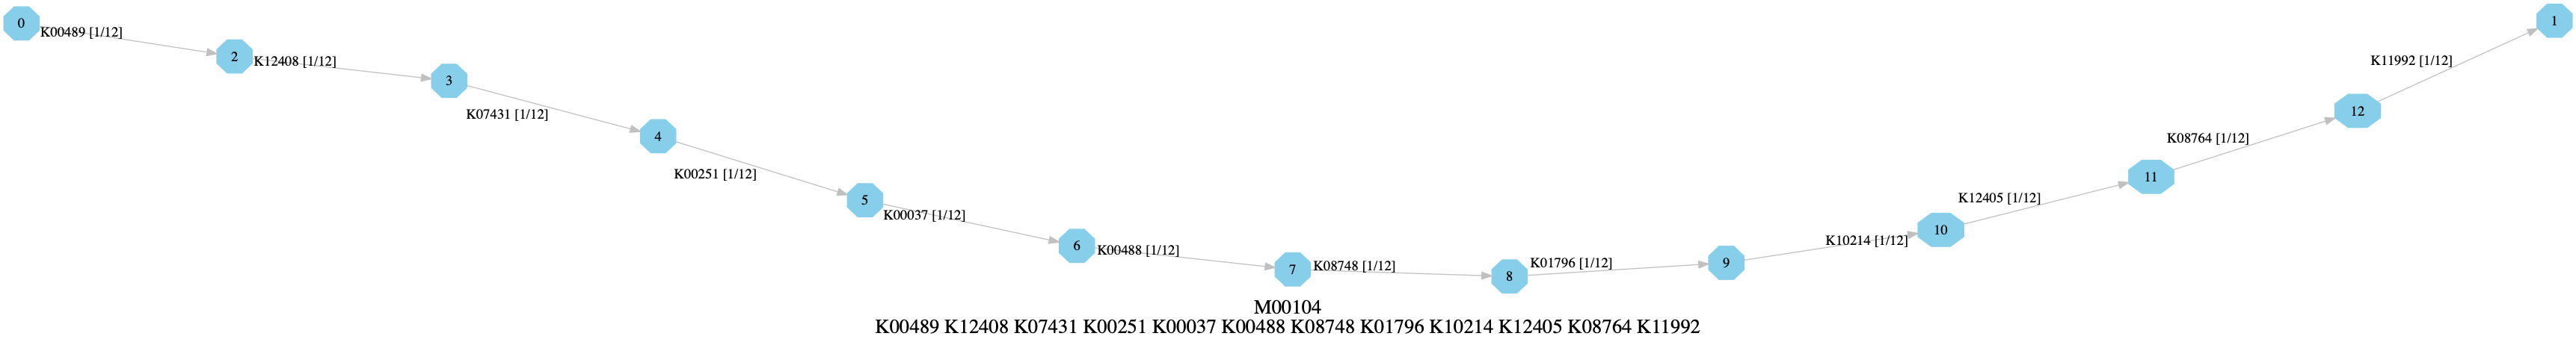 0
K00489 [1/12]
2
K12408 [1/12]
3
K07431 [1/12]
4
K00251 [1/12]
5
K00037 [1/12]
6
K00488 [1/12]
7
K08748 [1/12]
8
K01796 [1/12]
9
K10214 [1/12]
10
K12405 [1/12]
11
K08764 [1/12]
12
K11992 [1/12]
1
M00104
K00489 K12408 K07431 K00251 K00037 K00488 K08748 K01796 K10214 K12405 K08764 K11992